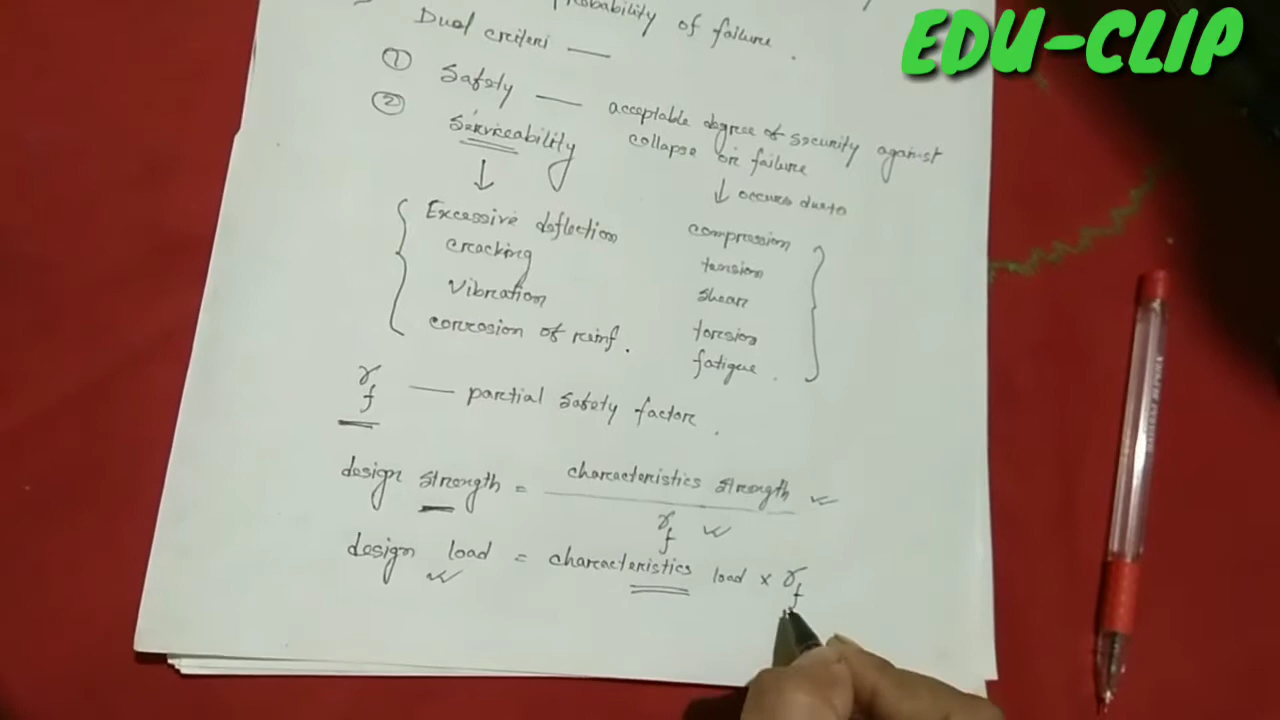 EDU-CLIP
Probability of failure.
Dual criteri —
① Safety — acceptable degree of security against
collapse or failure
② Serviceability
↓ occurs due to
↓
Excessive deflection
cracking
Vibration
corrosion of reinf.
compression
tension
shear
torsion
fatigue.
γf — partial safety factor.
design strength = characteristics strength / γf
design load = characteristics load × γf